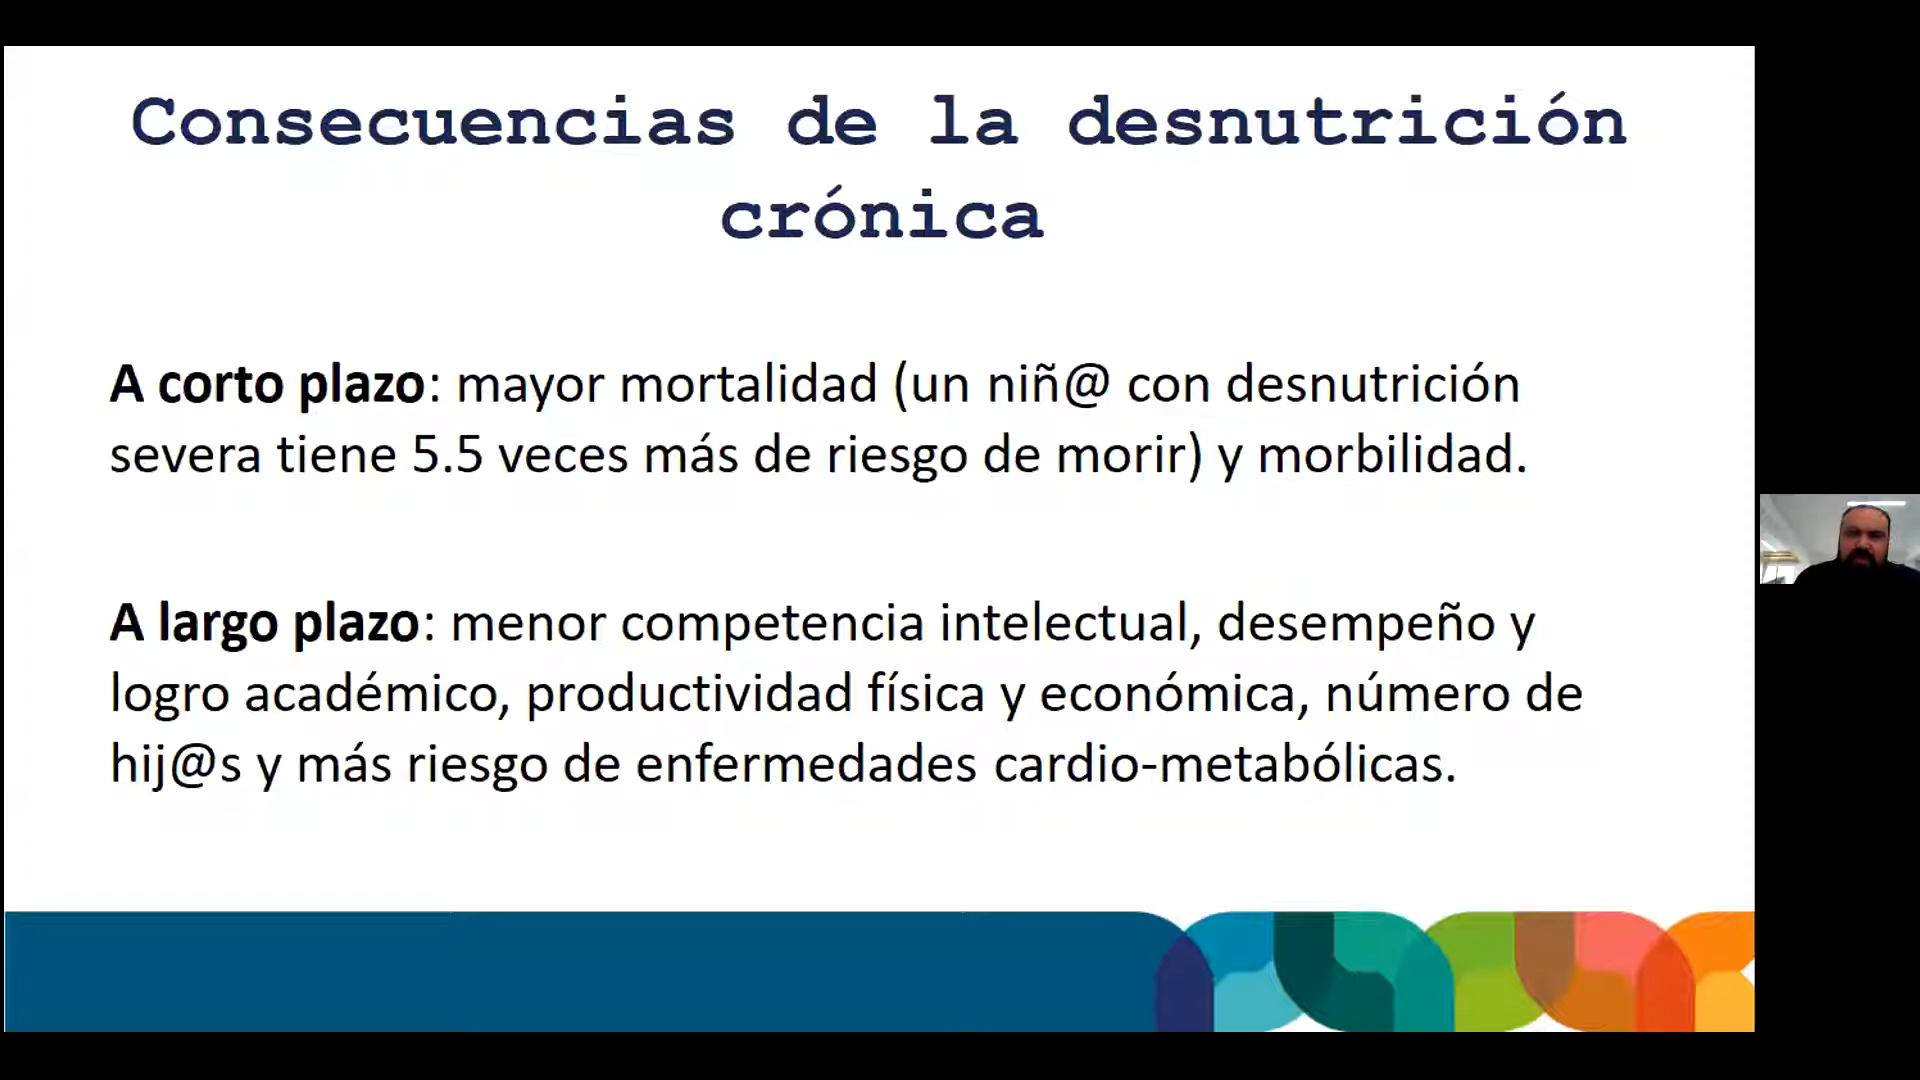 Consecuencias de la desnutrición
crónica
A corto plazo: mayor mortalidad (un niñ@ con desnutrición
severa tiene 5.5 veces más de riesgo de morir) y morbilidad.
A largo plazo: menor competencia intelectual, desempeño y
logro académico, productividad física y económica, número de
hij@s y más riesgo de enfermedades cardio-metabólicas.